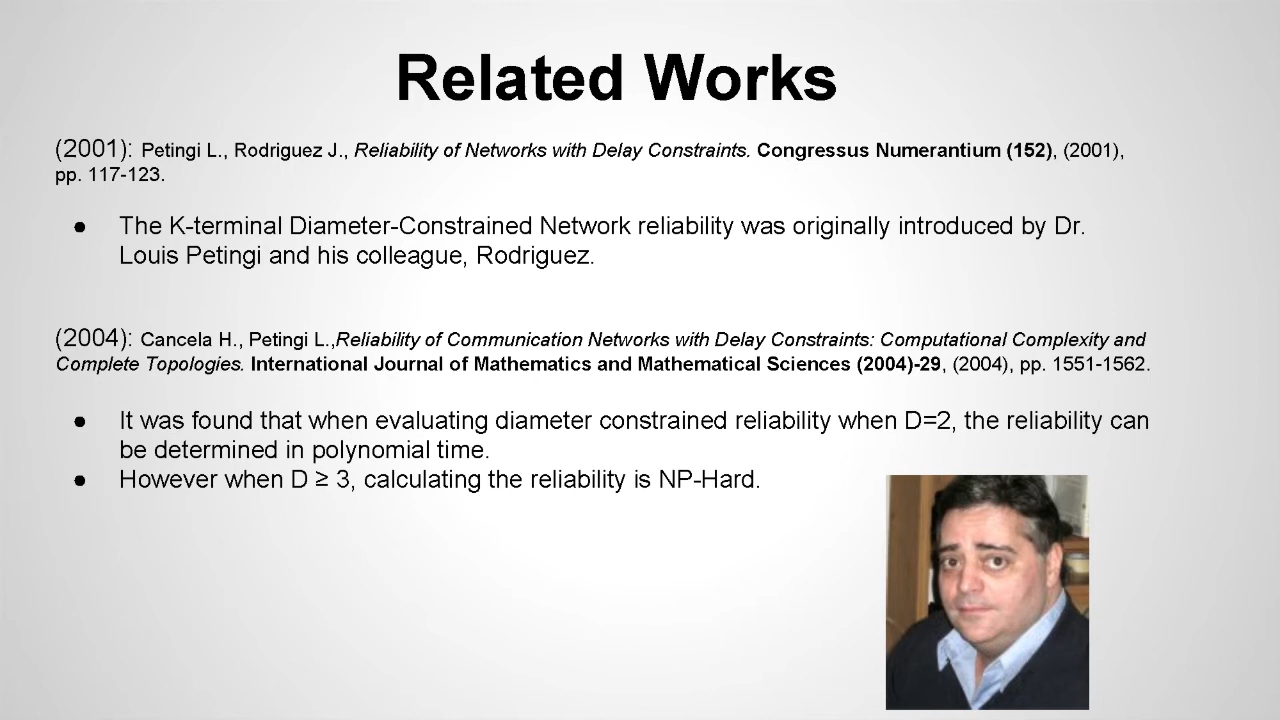 Related Works
(2001): Petingi L., Rodriguez J., Reliability of Networks with Delay Constraints. Congressus Numerantium (152), (2001),
pp. 117-123.
● The K-terminal Diameter-Constrained Network reliability was originally introduced by Dr.
Louis Petingi and his colleague, Rodriguez.
(2004): Cancela H., Petingi L.,Reliability of Communication Networks with Delay Constraints: Computational Complexity and
Complete Topologies. International Journal of Mathematics and Mathematical Sciences (2004)-29, (2004), pp. 1551-1562.
● It was found that when evaluating diameter constrained reliability when D=2, the reliability can
be determined in polynomial time.
● However when D ≥ 3, calculating the reliability is NP-Hard.